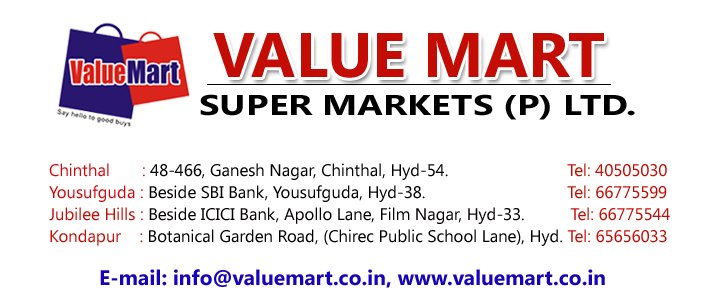 ValueMart
Say hello to good buys
VALUE MART
SUPER MARKETS (P) LTD.
Chinthal : 48-466, Ganesh Nagar, Chinthal, Hyd-54. Tel: 40505030
Yousufguda : Beside SBI Bank, Yousufguda, Hyd-38. Tel: 66775599
Jubilee Hills : Beside ICICI Bank, Apollo Lane, Film Nagar, Hyd-33. Tel: 66775544
Kondapur : Botanical Garden Road, (Chirec Public School Lane), Hyd. Tel: 65656033
E-mail: info@valuemart.co.in, www.valuemart.co.in